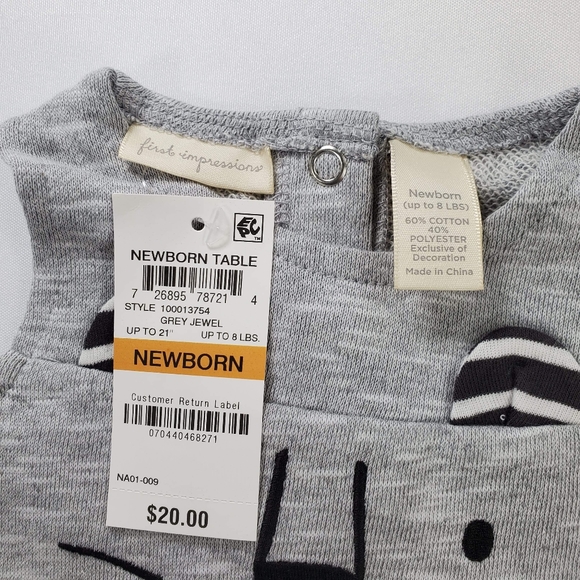 first impressions®
Newborn
(up to 8 LBS)
60% COTTON
40%
POLYESTER
Exclusive of
Decoration
Made in China
EPC™
NEWBORN TABLE
7 26895 78721 4
STYLE 100013754
GREY JEWEL
UP TO 21" UP TO 8 LBS.
NEWBORN
Customer Return Label
070440468271
NA01-009
$20.00